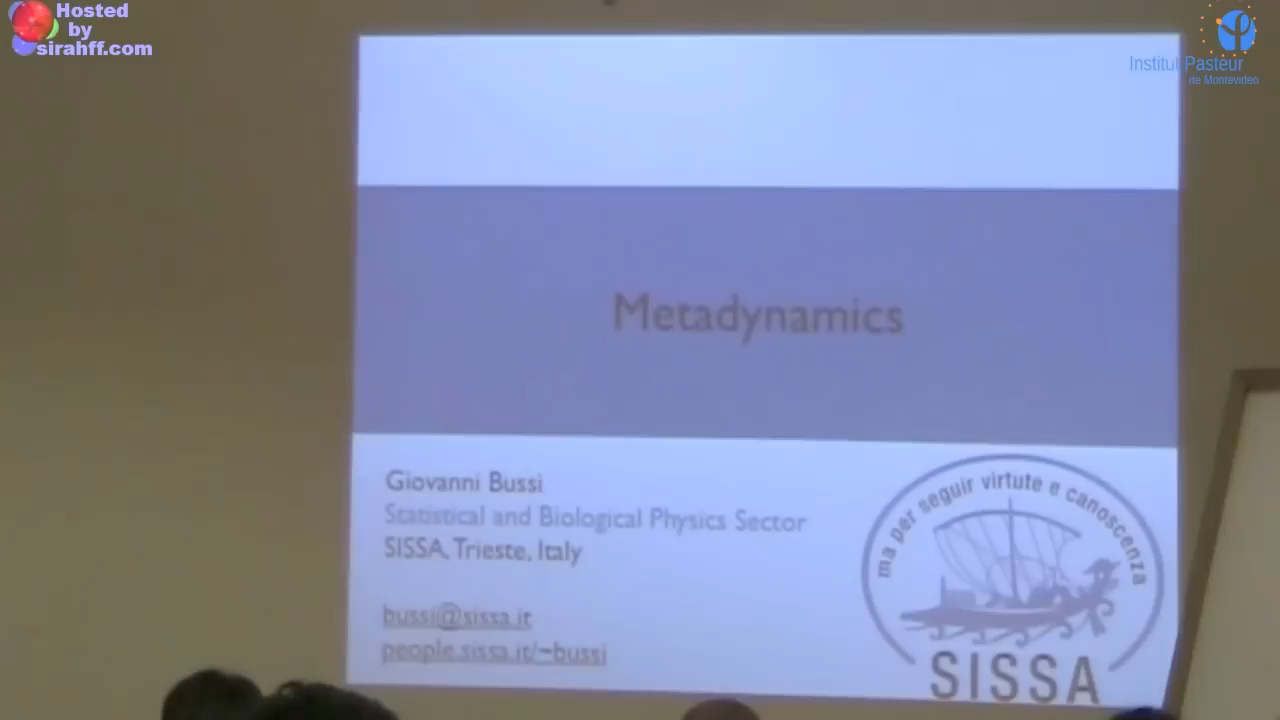 Hosted
by
sirahff.com
Institut Pasteur
de Montevideo
Metadynamics
Giovanni Bussi
Statistical and Biological Physics Sector
SISSA, Trieste, Italy
bussi@sissa.it
people.sissa.it/~bussi
ma per seguir virtute e canoscenza
SISSA